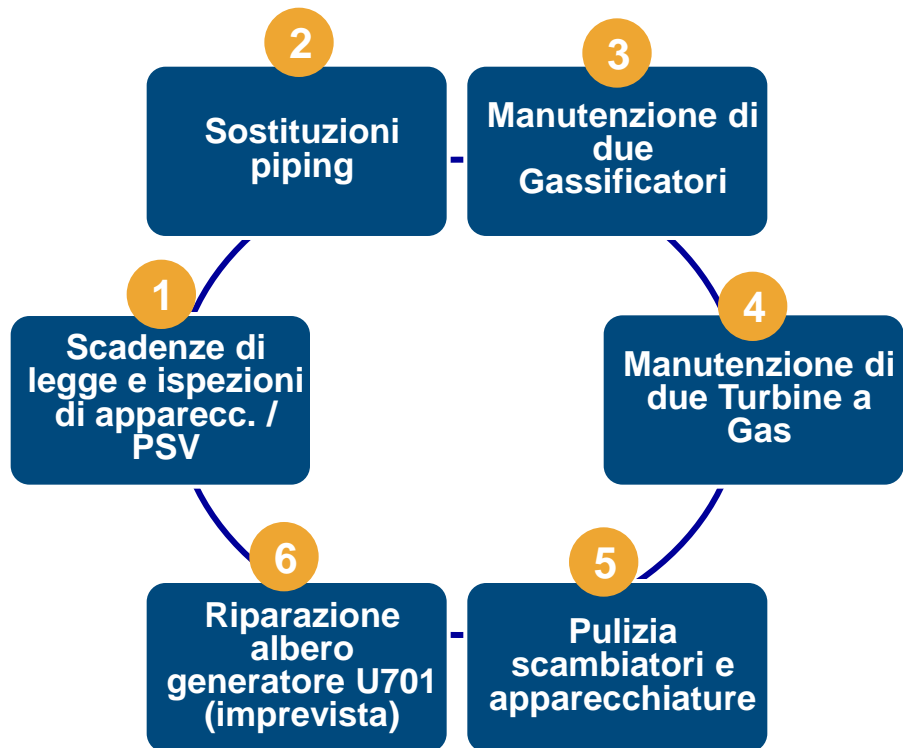 2
Sostituzioni
piping
3
Manutenzione di
due
Gassificatori
1
Scadenze di
legge e ispezioni
di apparecc. /
PSV
4
Manutenzione di
due Turbine a
Gas
6
Riparazione
albero
generatore U701
(imprevista)
5
Pulizia
scambiatori e
apparecchiature